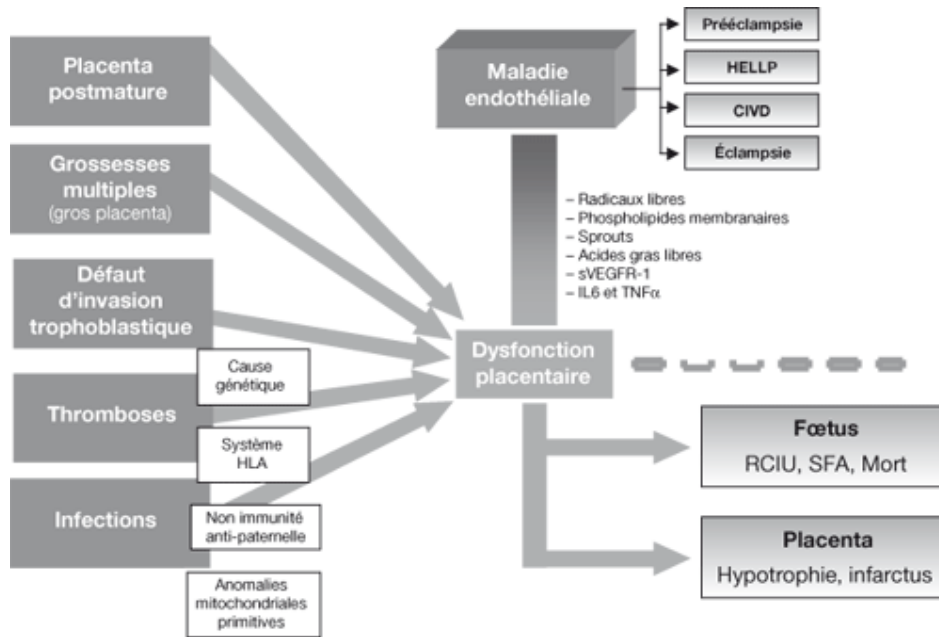 Placenta
postmature
Grossesses
multiples
(gros placenta)
Défaut
d'invasion
trophoblastique
Thromboses
Infections
Cause
génétique
Système
HLA
Non immunité
anti-paternelle
Anomalies
mitochondriales
primitives
Maladie
endothéliale
Prééclampsie
HELLP
CIVD
Éclampsie
– Radicaux libres
– Phospholipides membranaires
– Sprouts
– Acides gras libres
– sVEGFR-1
– IL6 et TNFα
Dysfonction
placentaire
Fœtus
RCIU, SFA, Mort
Placenta
Hypotrophie, infarctus